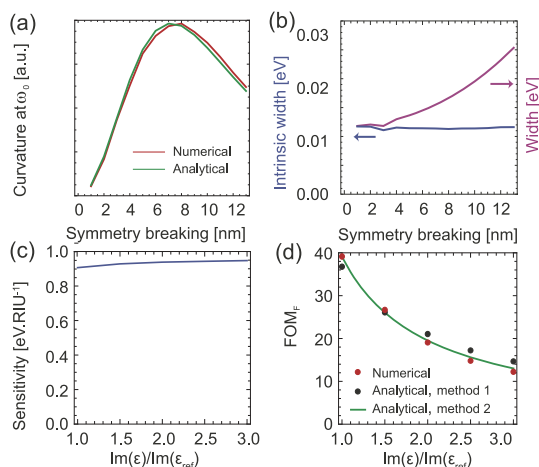 (a)
Curvature at ω₀ [a.u.]
Numerical
Analytical
0 2 4 6 8 10 12
Symmetry breaking [nm]
(b)
Intrinsic width [eV]
0.03
0.02
0.01
0.00
Width [eV]
0 2 4 6 8 10 12
Symmetry breaking [nm]
(c)
Sensitivity [eV.RIU⁻¹]
1.0
0.8
0.6
0.4
0.2
0.0
1.0 1.5 2.0 2.5 3.0
Im(ε)/Im(ε_ref)
(d)
FOM_F
40
30
20
10
0
Numerical
Analytical, method 1
Analytical, method 2
1.0 1.5 2.0 2.5 3.0
Im(ε)/Im(ε_ref)